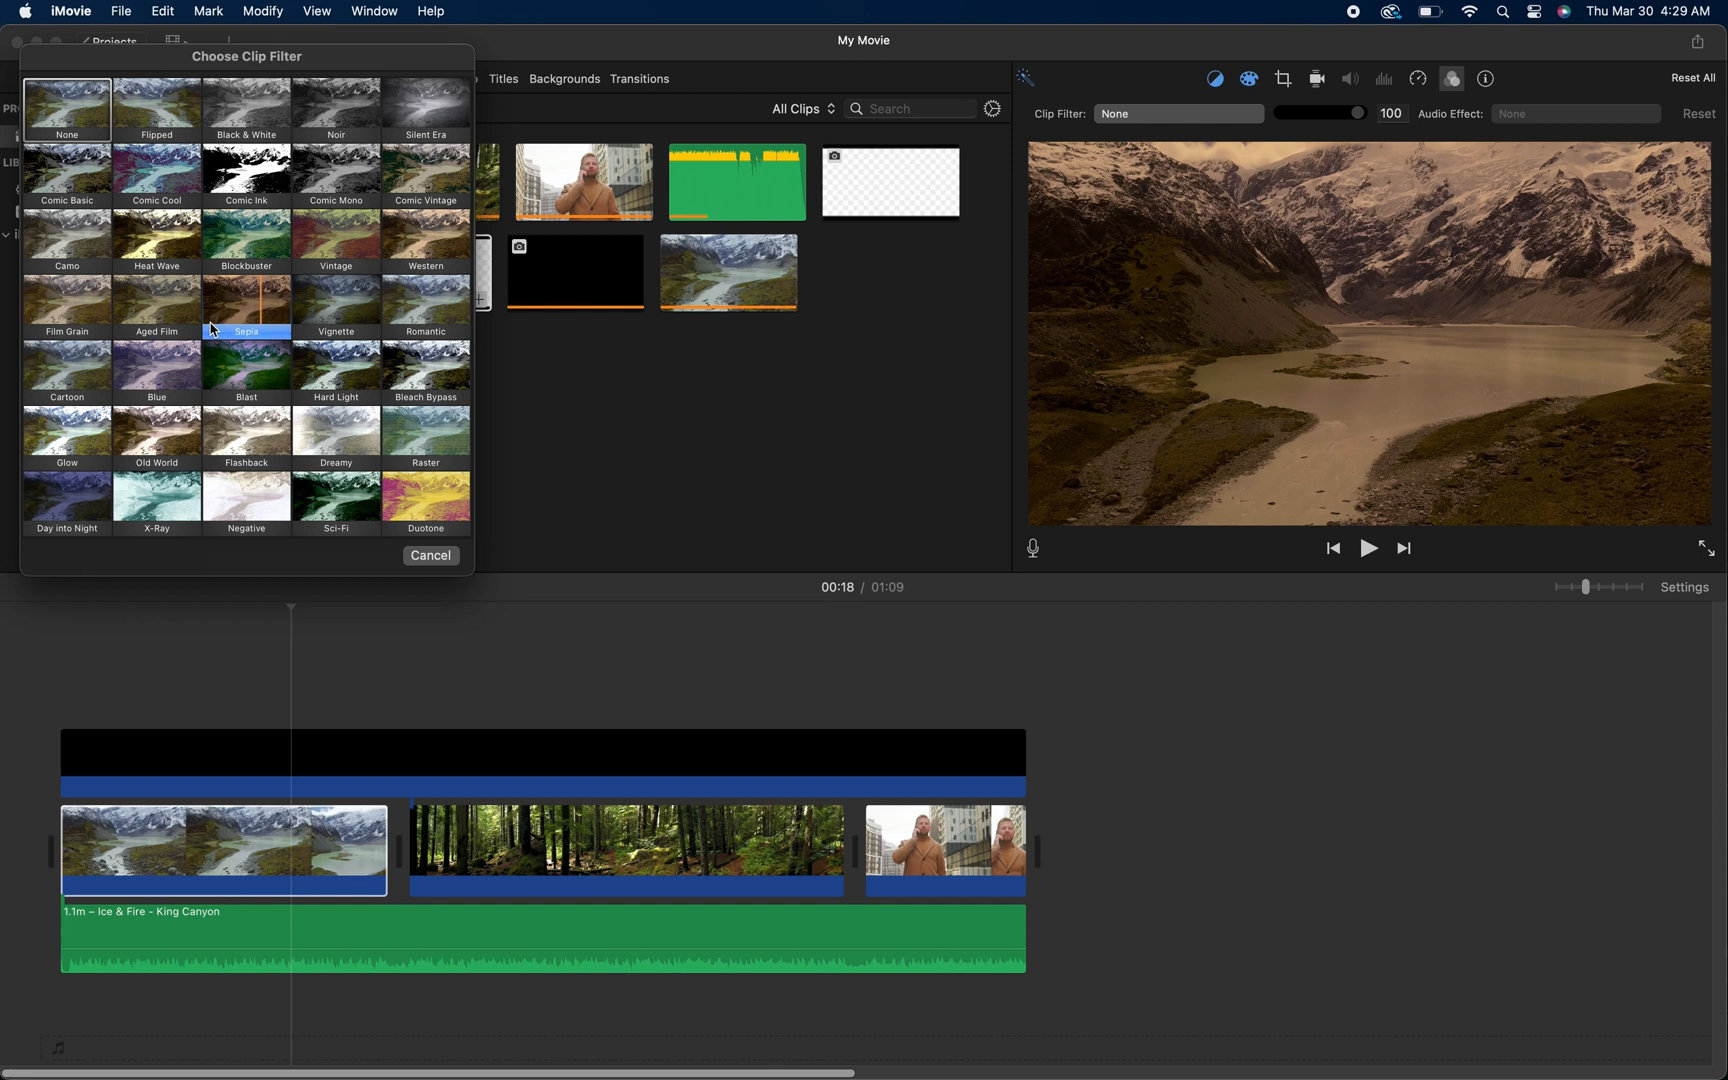 iMovie File Edit Mark Modify View Window Help Thu Mar 30 4:29 AM
Projects My Movie
Choose Clip Filter
Titles Backgrounds Transitions Reset All
All Clips Search Clip Filter: None 100 Audio Effect: None Reset
None Flipped Black & White Noir Silent Era
Comic Basic Comic Cool Comic Ink Comic Mono Comic Vintage
Camo Heat Wave Blockbuster Vintage Western
Film Grain Aged Film Sepia Vignette Romantic
Cartoon Blue Blast Hard Light Bleach Bypass
Glow Old World Flashback Dreamy Raster
Day into Night X-Ray Negative Sci-Fi Duotone
Cancel
00:18 / 01:09 Settings
1.1m – Ice & Fire - King Canyon